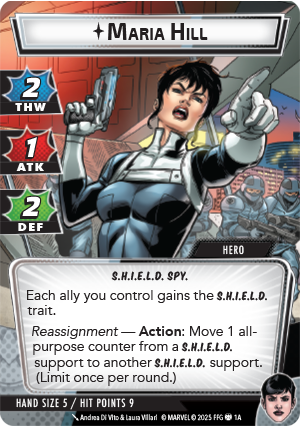 MARIA HILL
2
THW
1
ATK
2
DEF
HERO
S.H.I.E.L.D. SPY.
Each ally you control gains the S.H.I.E.L.D.
trait.
Reassignment — Action: Move 1 all-
purpose counter from a S.H.I.E.L.D.
support to another S.H.I.E.L.D. support.
(Limit once per round.)
HAND SIZE 5 / HIT POINTS 9
Andrea Di Vito & Laura Villari © MARVEL © 2025 FFG 1A